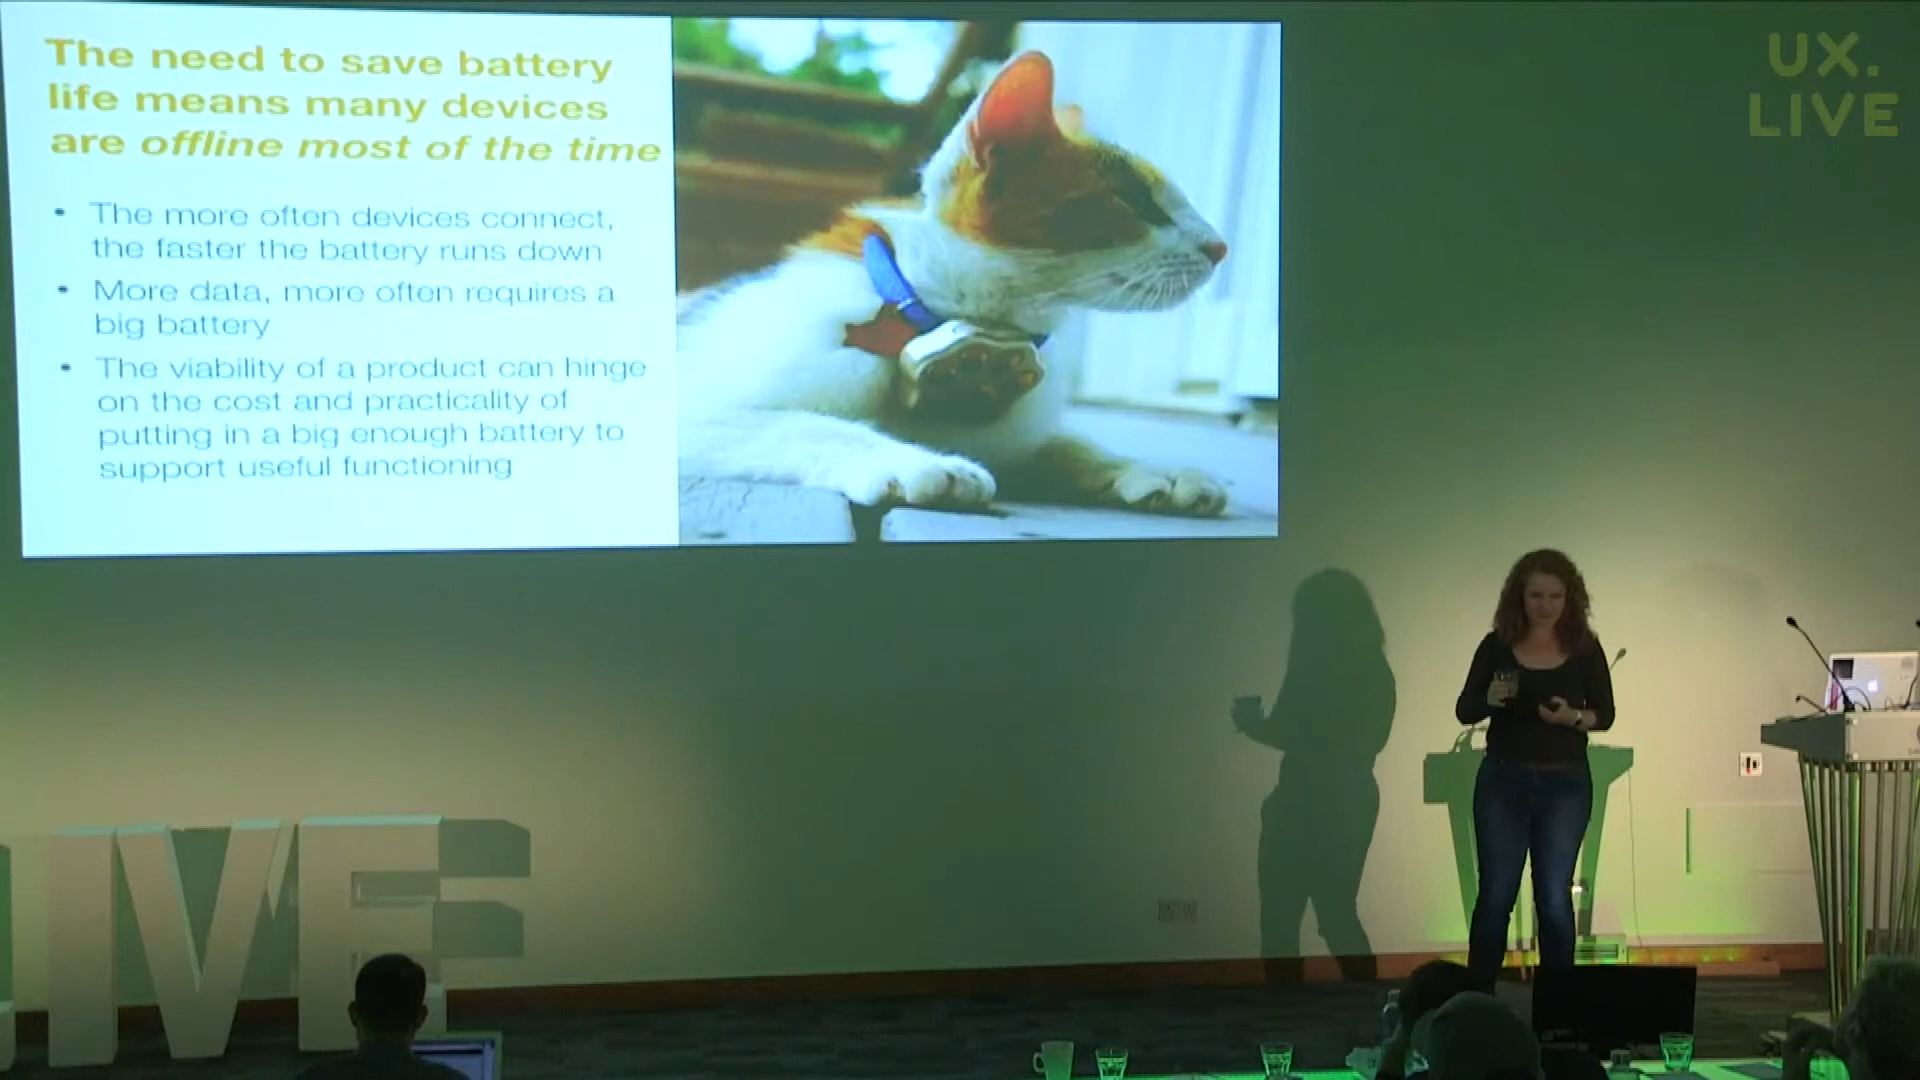 The need to save battery
life means many devices
are offline most of the time
• The more often devices connect,
the faster the battery runs down
• More data, more often requires a
big battery
• The viability of a product can hinge
on the cost and practicality of
putting in a big enough battery to
support useful functioning
UX.
LIVE
IVE